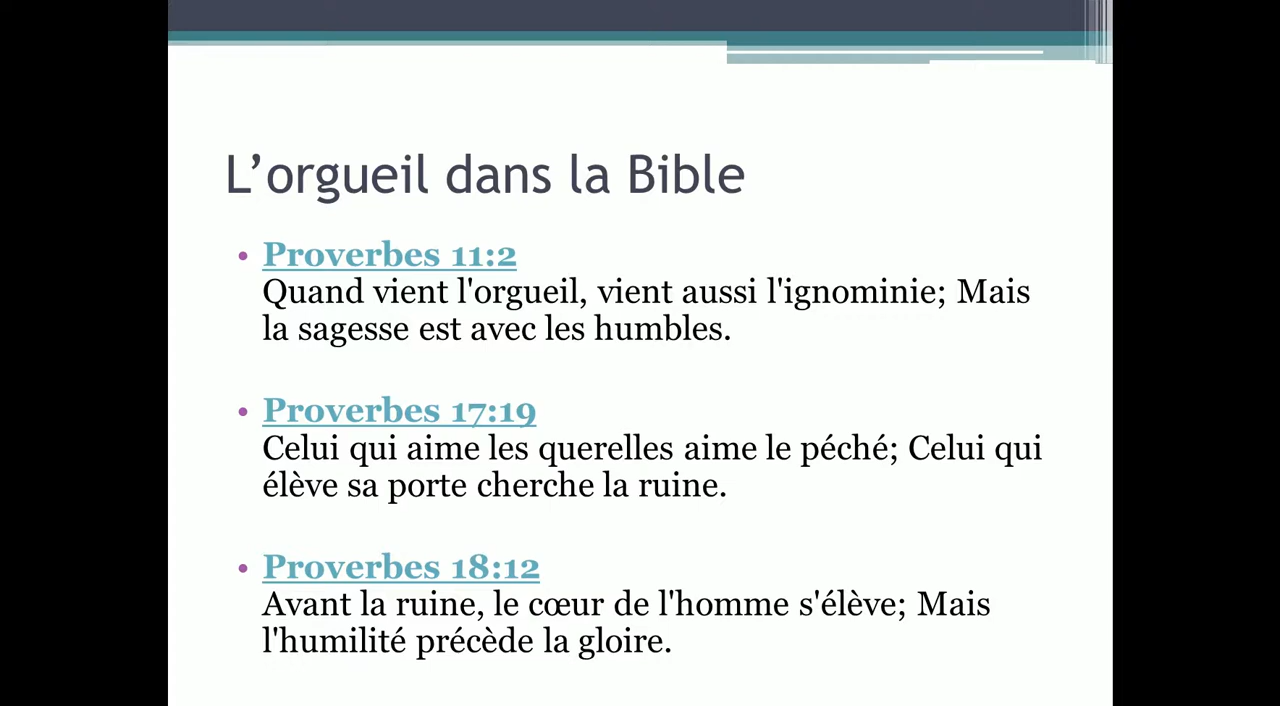 L’orgueil dans la Bible
• Proverbes 11:2
Quand vient l'orgueil, vient aussi l'ignominie; Mais
la sagesse est avec les humbles.
• Proverbes 17:19
Celui qui aime les querelles aime le péché; Celui qui
élève sa porte cherche la ruine.
• Proverbes 18:12
Avant la ruine, le cœur de l'homme s'élève; Mais
l'humilité précède la gloire.